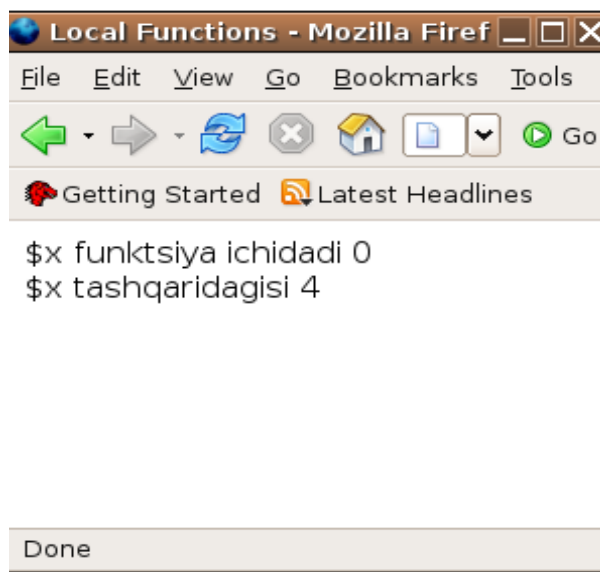 Local Functions - Mozilla Firef
File Edit View Go Bookmarks Tools
Go
Getting Started Latest Headlines
$x funktsiya ichidadi 0
$x tashqaridagisi 4
Done